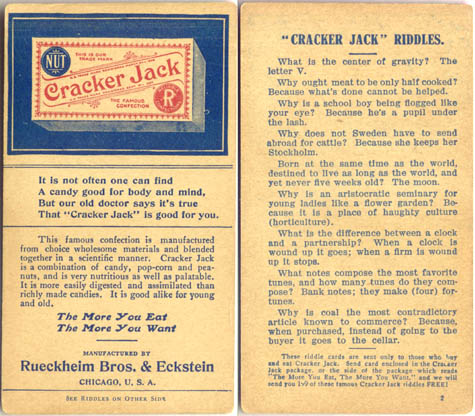 NUT
THIS IS OUR
TRADE MARK
Cracker Jack
THE FAMOUS
CONFECTION
R
It is not often one can find
A candy good for body and mind,
But our old doctor says it's true
That "Cracker Jack" is good for you.
This famous confection is manufactured
from choice wholesome materials and blended
together in a scientific manner. Cracker Jack
is a combination of candy, pop-corn and pea-
nuts, and is very nutritious as well as palatable.
It is more easily digested and assimilated than
richly made candies. It is good alike for young
and old.
The More You Eat
The More You Want
MANUFACTURED BY
Rueckheim Bros. & Eckstein
CHICAGO, U. S. A.
SEE RIDDLES ON OTHER SIDE
"CRACKER JACK" RIDDLES.
What is the center of gravity? The
letter V.
Why ought meat to be only half cooked?
Because what's done cannot be helped.
Why is a school boy being flogged like
your eye? Because he's a pupil under
the lash.
Why does not Sweden have to send
abroad for cattle? Because she keeps her
Stockholm.
Born at the same time as the world,
destined to live as long as the world, and
yet never five weeks old? The moon.
Why is an aristocratic seminary for
young ladies like a flower garden? Be-
cause it is a place of haughty culture
(horticulture).
What is the difference between a clock
and a partnership? When a clock is
wound up it goes; when a firm is wound
up it stops.
What notes compose the most favorite
tunes, and how many tunes do they com-
pose? Bank notes; they make (four) for-
tunes.
Why is coal the most contradictory
article known to commerce? Because,
when purchased, instead of going to the
buyer it goes to the cellar.
These riddle cards are sent only to those who buy
and eat Cracker Jack. Send card enclosed in the Cracker
Jack package, or the side of the package which reads
"The More You Eat, The More You Want," and we will
send you of these famous Cracker Jack riddles FREE!
2